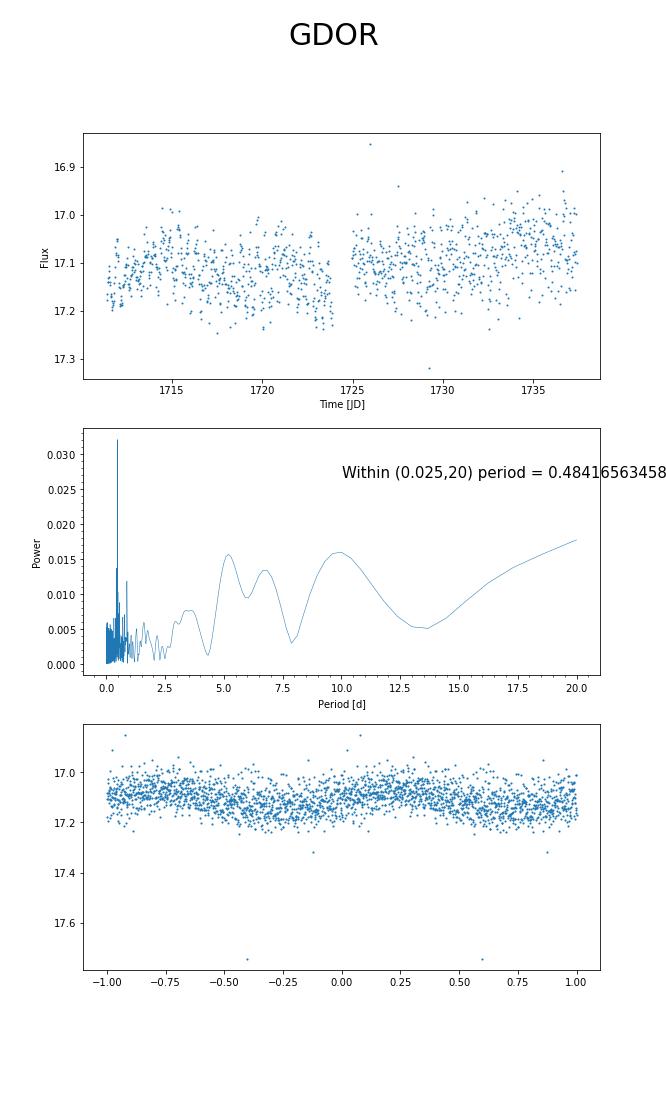 GDOR
16.9
17.0
17.1
17.2
17.3
Flux
1715 1720 1725 1730 1735
Time [JD]
0.030
0.025
0.020
0.015
0.010
0.005
0.000
Power
Within (0.025,20) period = 0.48416563458
0.0 2.5 5.0 7.5 10.0 12.5 15.0 17.5 20.0
Period [d]
17.0
17.2
17.4
17.6
−1.00 −0.75 −0.50 −0.25 0.00 0.25 0.50 0.75 1.00